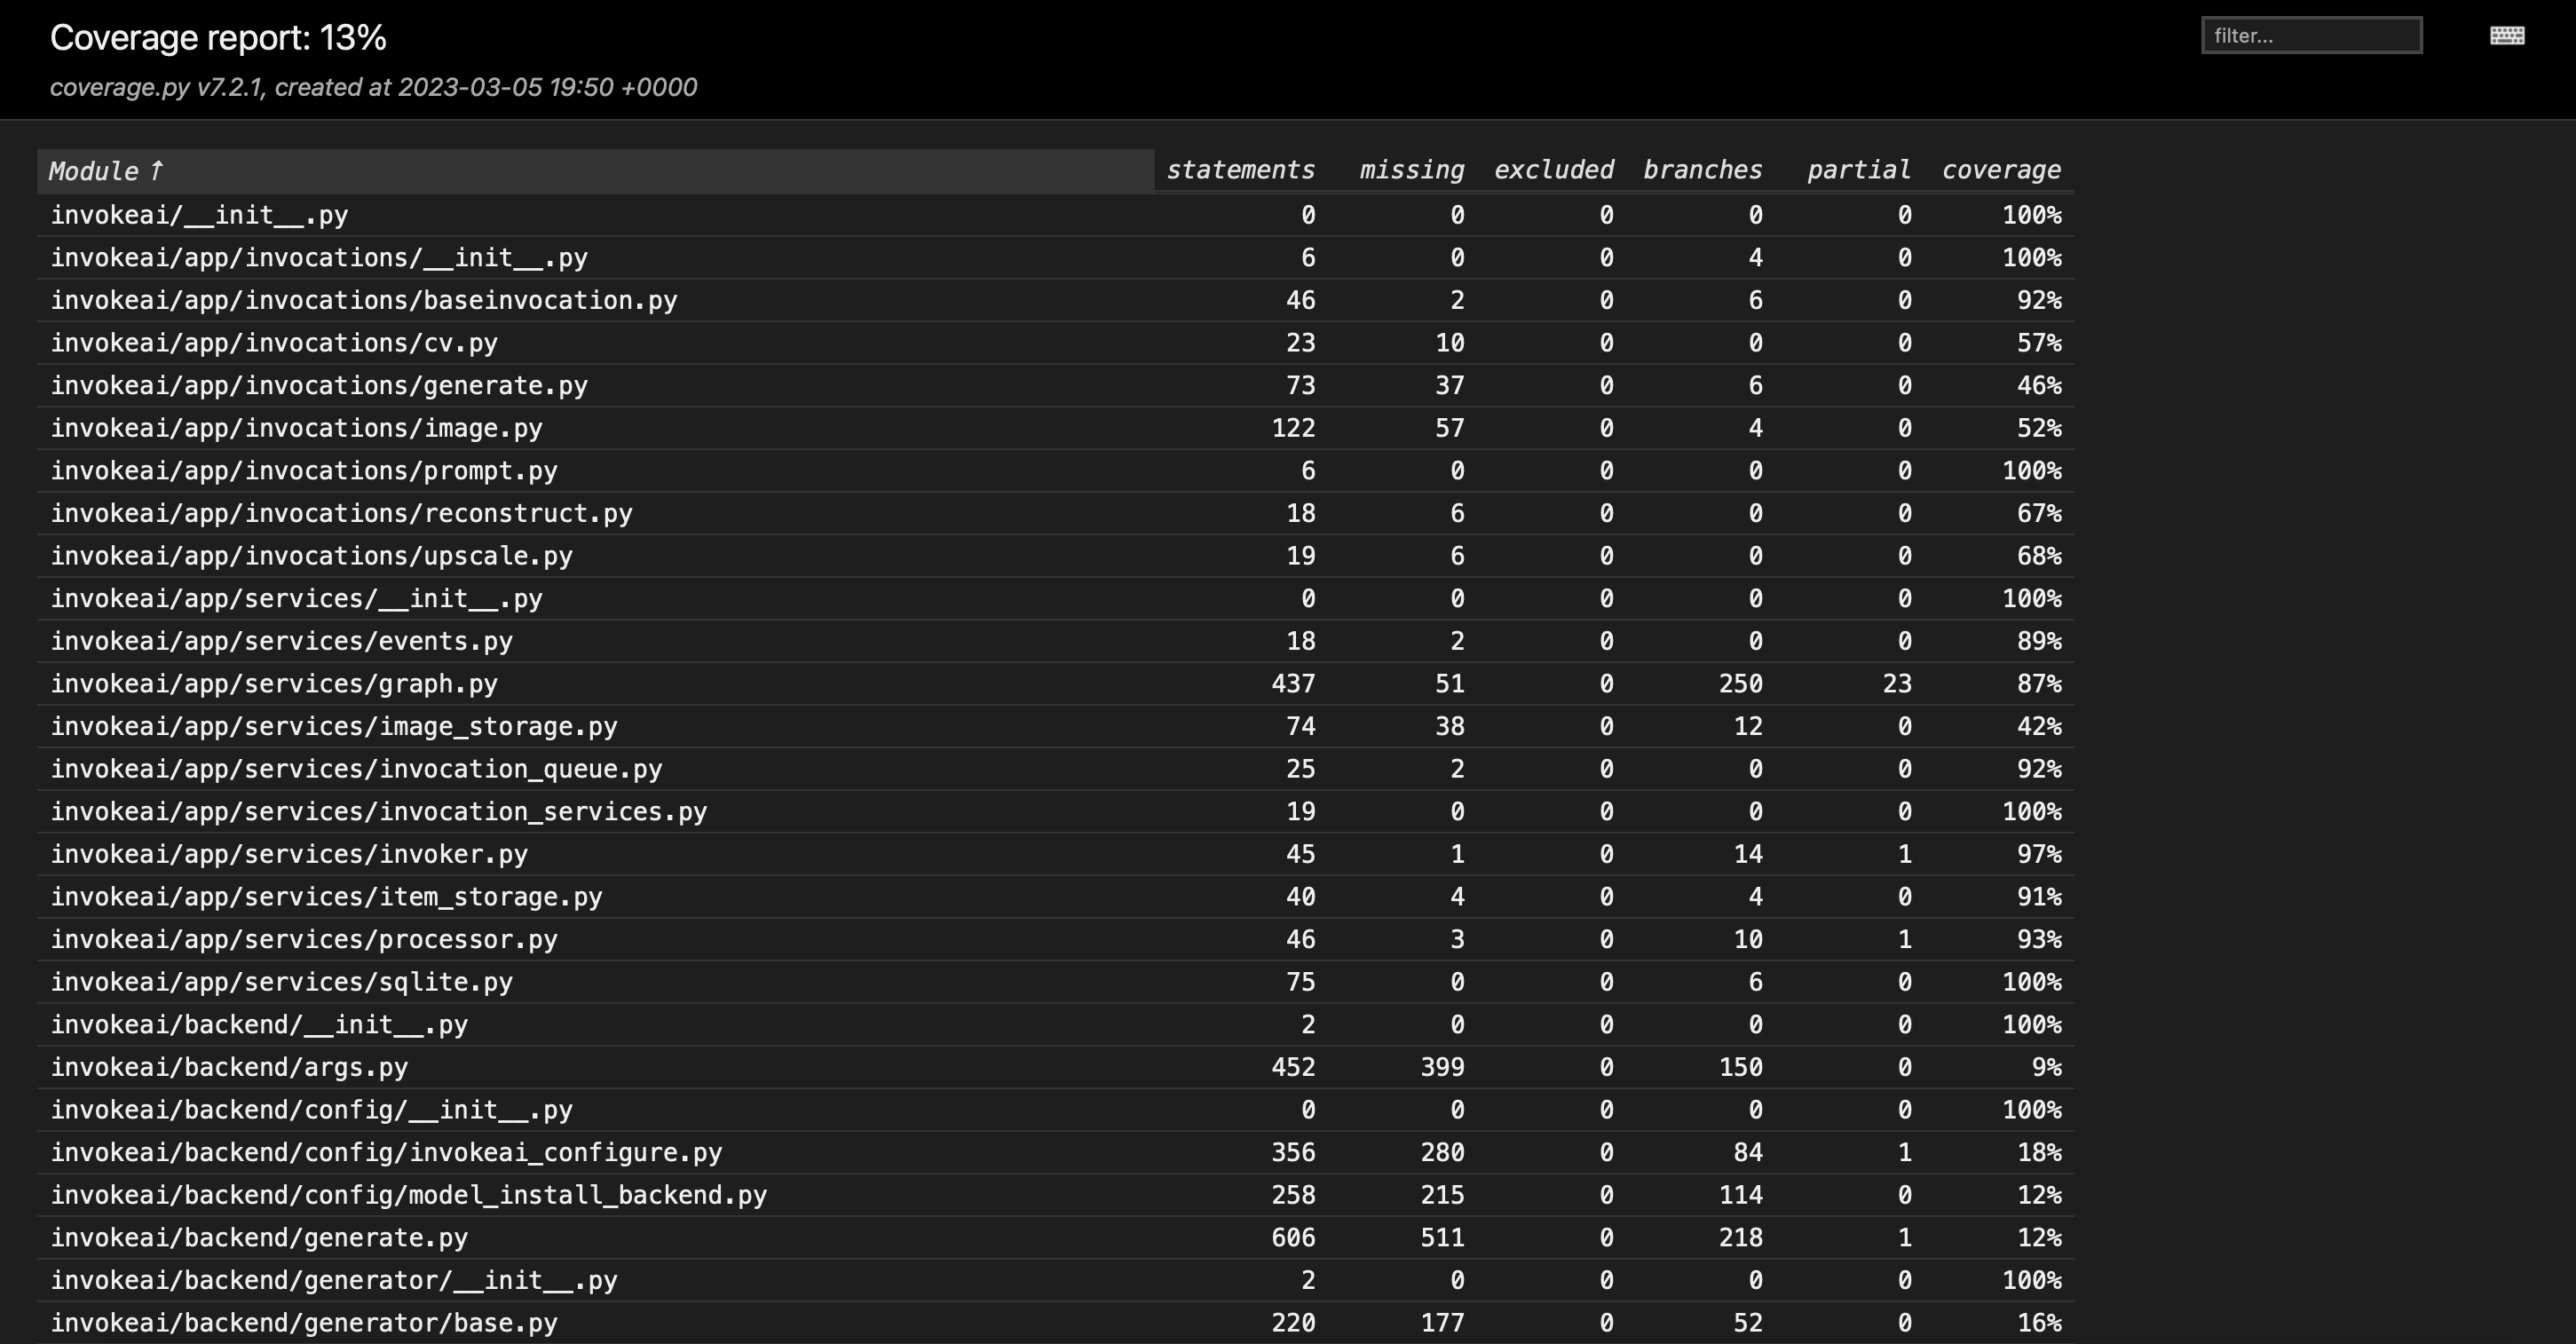 Coverage report: 13%
filter...
coverage.py v7.2.1, created at 2023-03-05 19:50 +0000
Module ↑ statements missing excluded branches partial coverage
invokeai/__init__.py 0 0 0 0 0 100%
invokeai/app/invocations/__init__.py 6 0 0 4 0 100%
invokeai/app/invocations/baseinvocation.py 46 2 0 6 0 92%
invokeai/app/invocations/cv.py 23 10 0 0 0 57%
invokeai/app/invocations/generate.py 73 37 0 6 0 46%
invokeai/app/invocations/image.py 122 57 0 4 0 52%
invokeai/app/invocations/prompt.py 6 0 0 0 0 100%
invokeai/app/invocations/reconstruct.py 18 6 0 0 0 67%
invokeai/app/invocations/upscale.py 19 6 0 0 0 68%
invokeai/app/services/__init__.py 0 0 0 0 0 100%
invokeai/app/services/events.py 18 2 0 0 0 89%
invokeai/app/services/graph.py 437 51 0 250 23 87%
invokeai/app/services/image_storage.py 74 38 0 12 0 42%
invokeai/app/services/invocation_queue.py 25 2 0 0 0 92%
invokeai/app/services/invocation_services.py 19 0 0 0 0 100%
invokeai/app/services/invoker.py 45 1 0 14 1 97%
invokeai/app/services/item_storage.py 40 4 0 4 0 91%
invokeai/app/services/processor.py 46 3 0 10 1 93%
invokeai/app/services/sqlite.py 75 0 0 6 0 100%
invokeai/backend/__init__.py 2 0 0 0 0 100%
invokeai/backend/args.py 452 399 0 150 0 9%
invokeai/backend/config/__init__.py 0 0 0 0 0 100%
invokeai/backend/config/invokeai_configure.py 356 280 0 84 1 18%
invokeai/backend/config/model_install_backend.py 258 215 0 114 0 12%
invokeai/backend/generate.py 606 511 0 218 1 12%
invokeai/backend/generator/__init__.py 2 0 0 0 0 100%
invokeai/backend/generator/base.py 220 177 0 52 0 16%